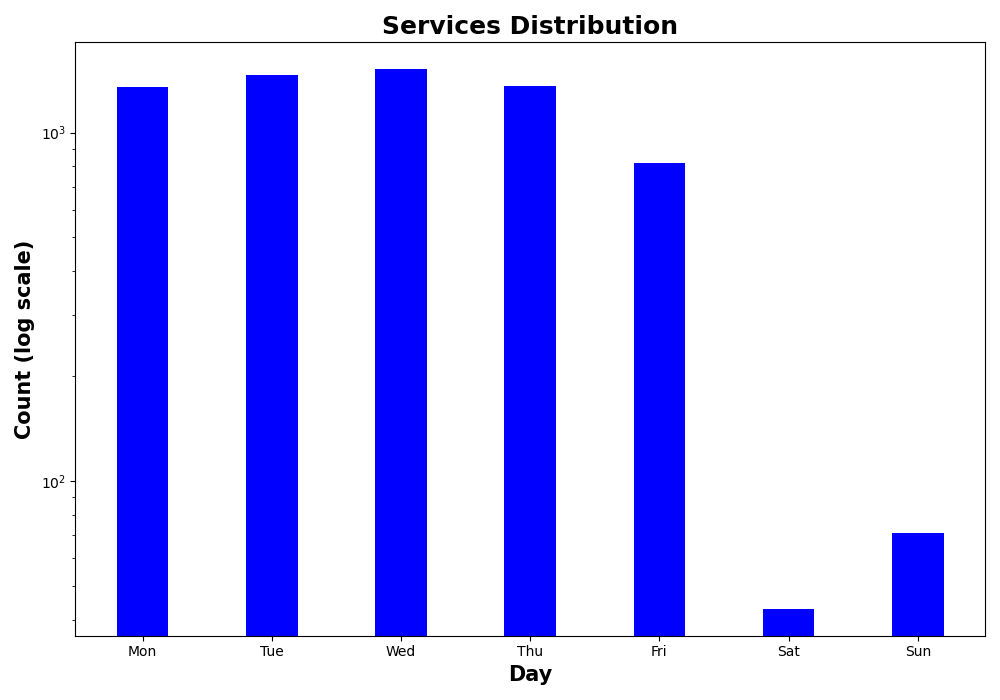 Services Distribution
Count (log scale)
10³
10²
Mon Tue Wed Thu Fri Sat Sun
Day